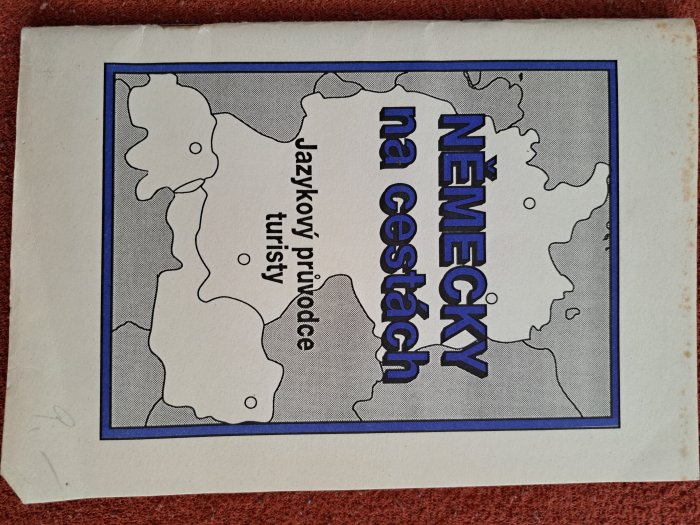 NĚMECKY
na cestách
Jazykový průvodce
turisty